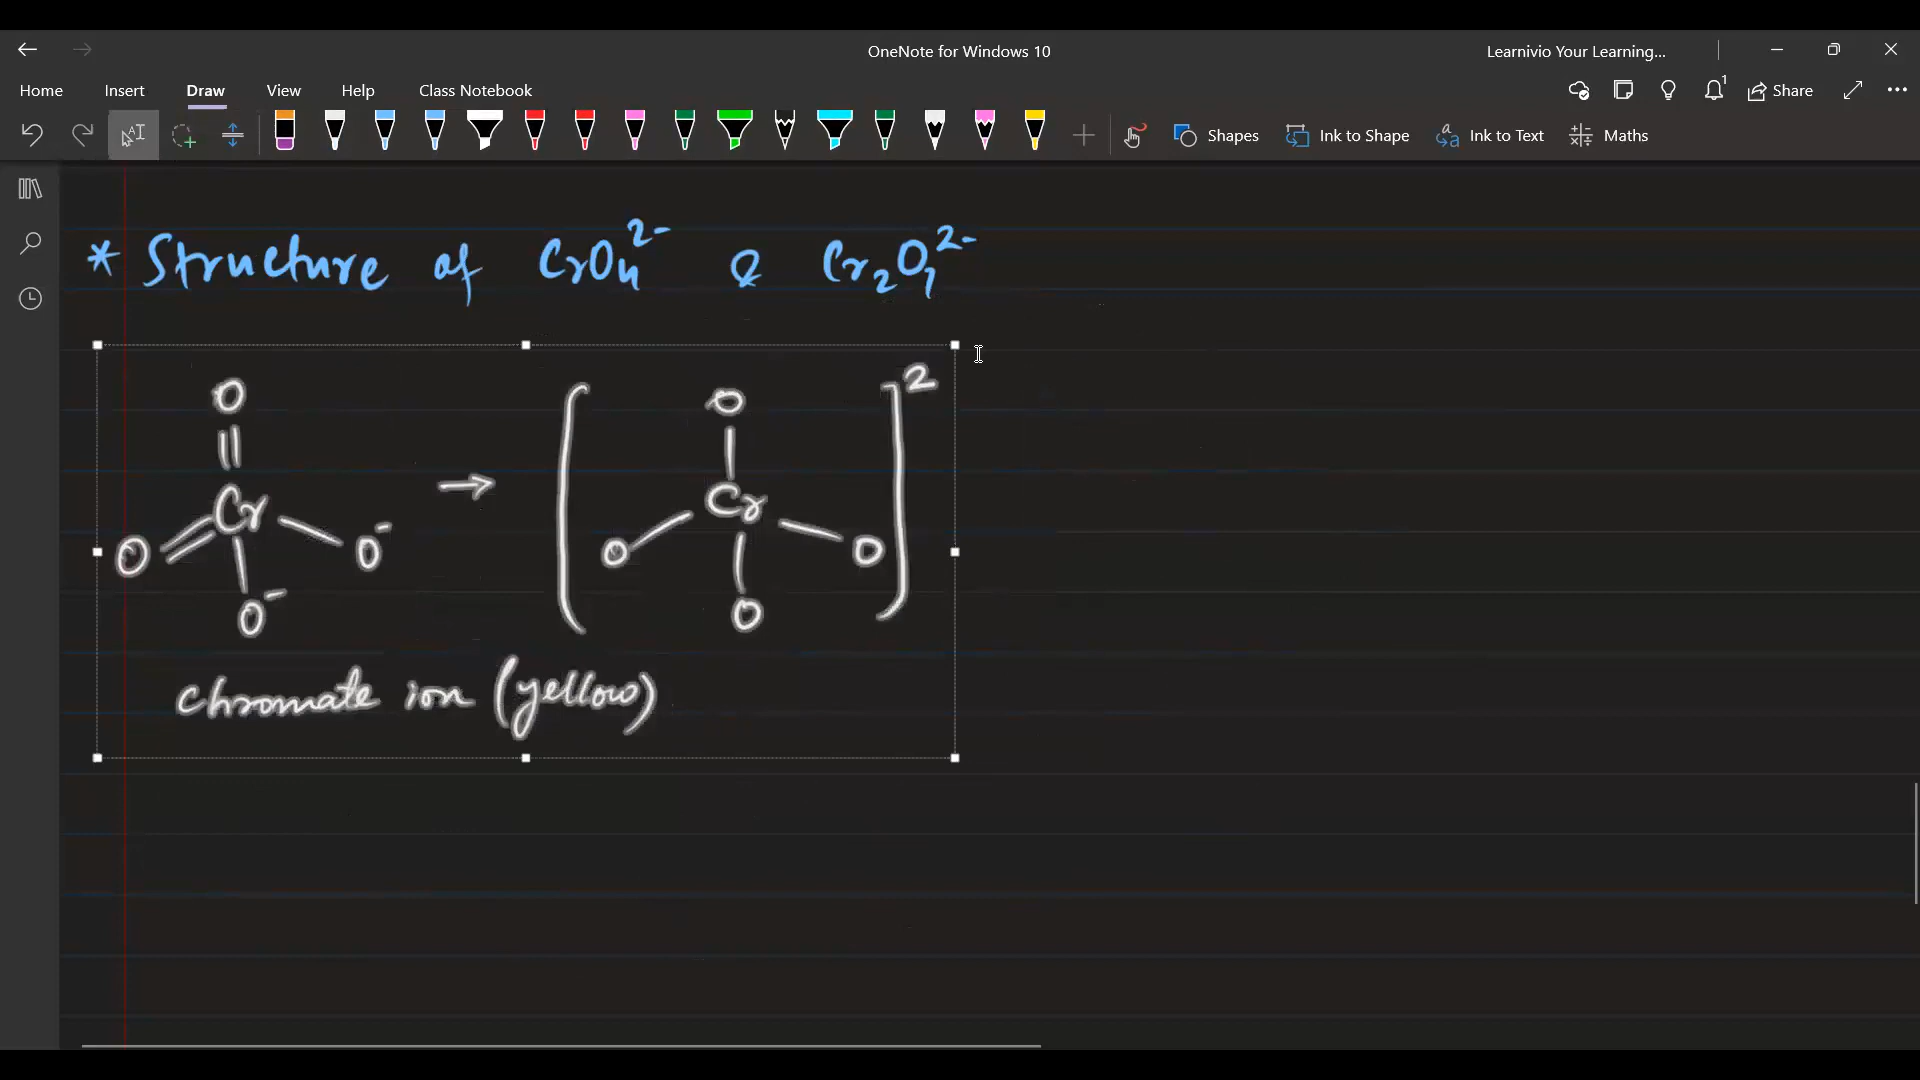 OneNote for Windows 10
Learnivio Your Learning...
Home Insert Draw View Help Class Notebook
1
Share
Shapes Ink to Shape Ink to Text Maths
* Structure of CrO4^2- & Cr2O7^2-
O O 2
Cr → Cr
O O- O O
O- O
Chromate ion (yellow)